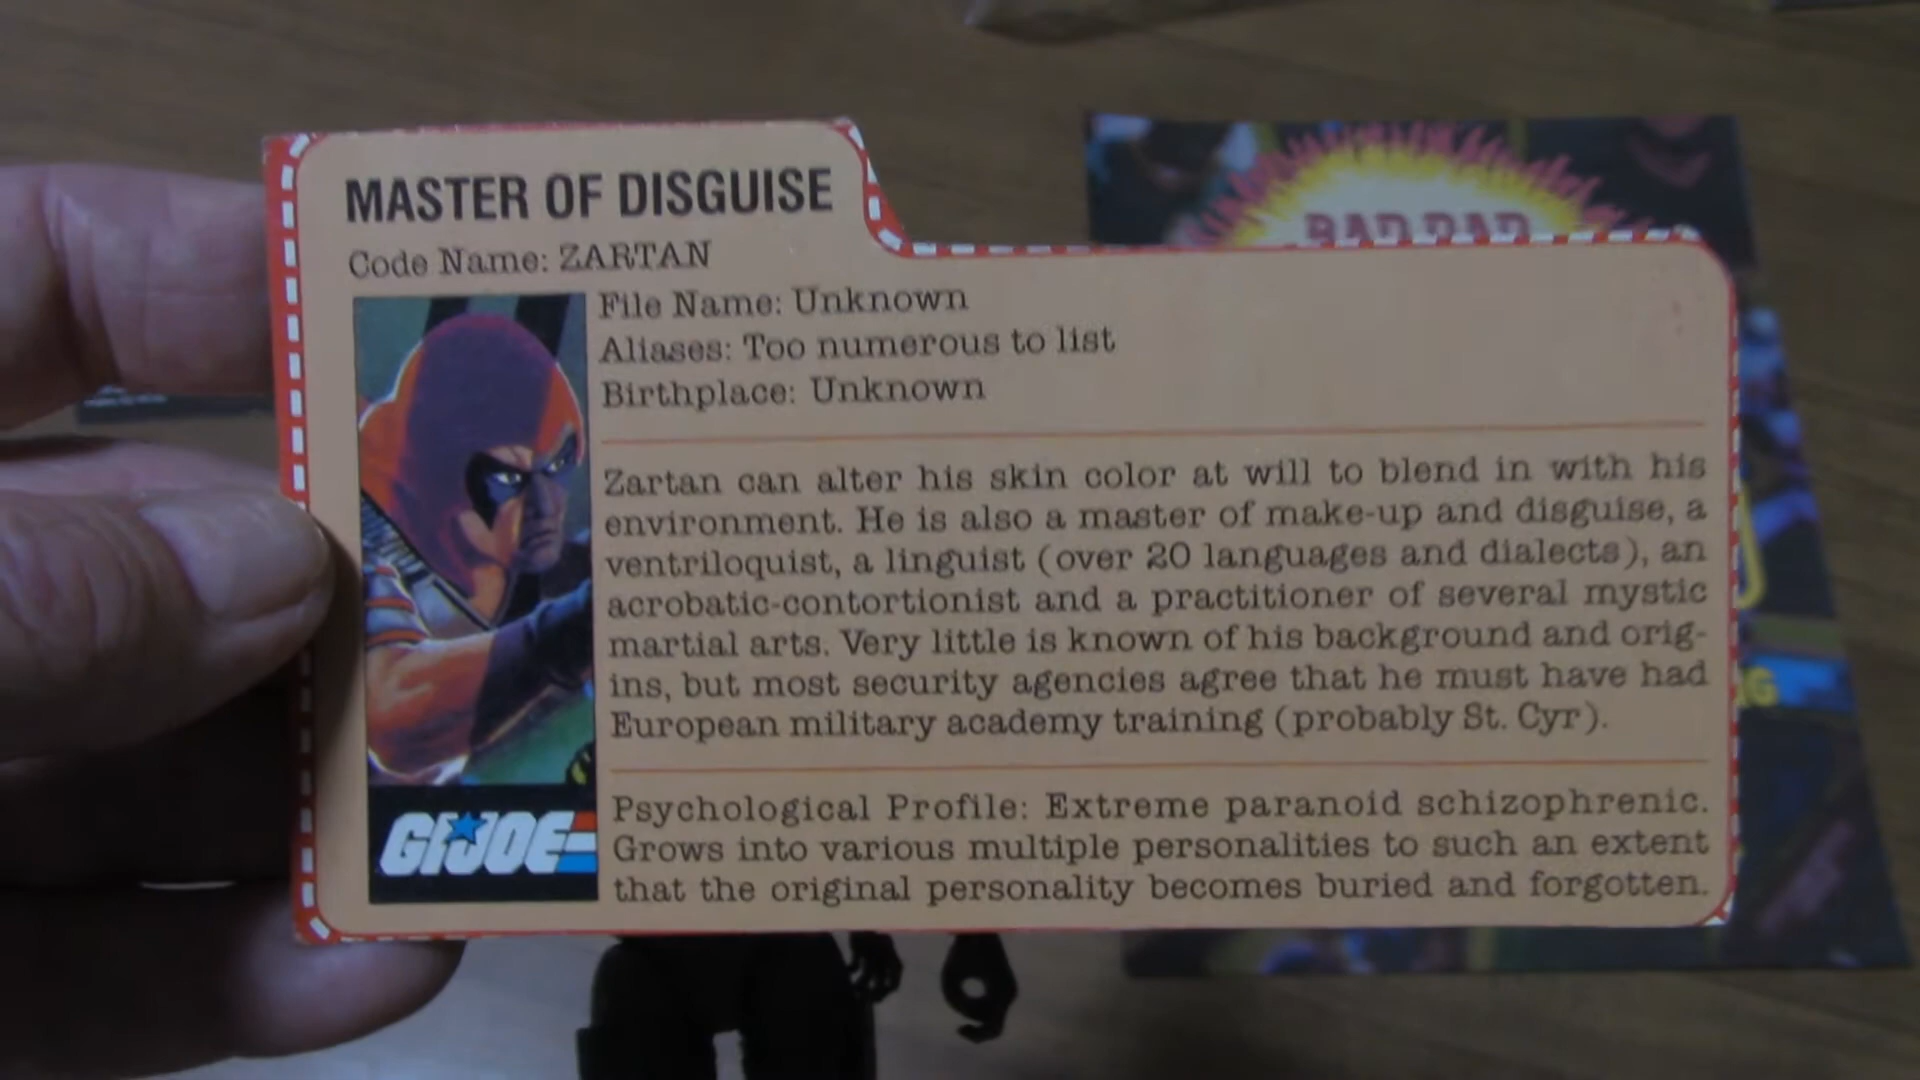 MASTER OF DISGUISE
Code Name: ZARTAN
File Name: Unknown
Aliases: Too numerous to list
Birthplace: Unknown
Zartan can alter his skin color at will to blend in with his
environment. He is also a master of make-up and disguise, a
ventriloquist, a linguist (over 20 languages and dialects), an
acrobatic-contortionist and a practitioner of several mystic
martial arts. Very little is known of his background and orig-
ins, but most security agencies agree that he must have had
European military academy training (probably St. Cyr).
Psychological Profile: Extreme paranoid schizophrenic.
Grows into various multiple personalities to such an extent
that the original personality becomes buried and forgotten.
GIJOE
BAD DAD